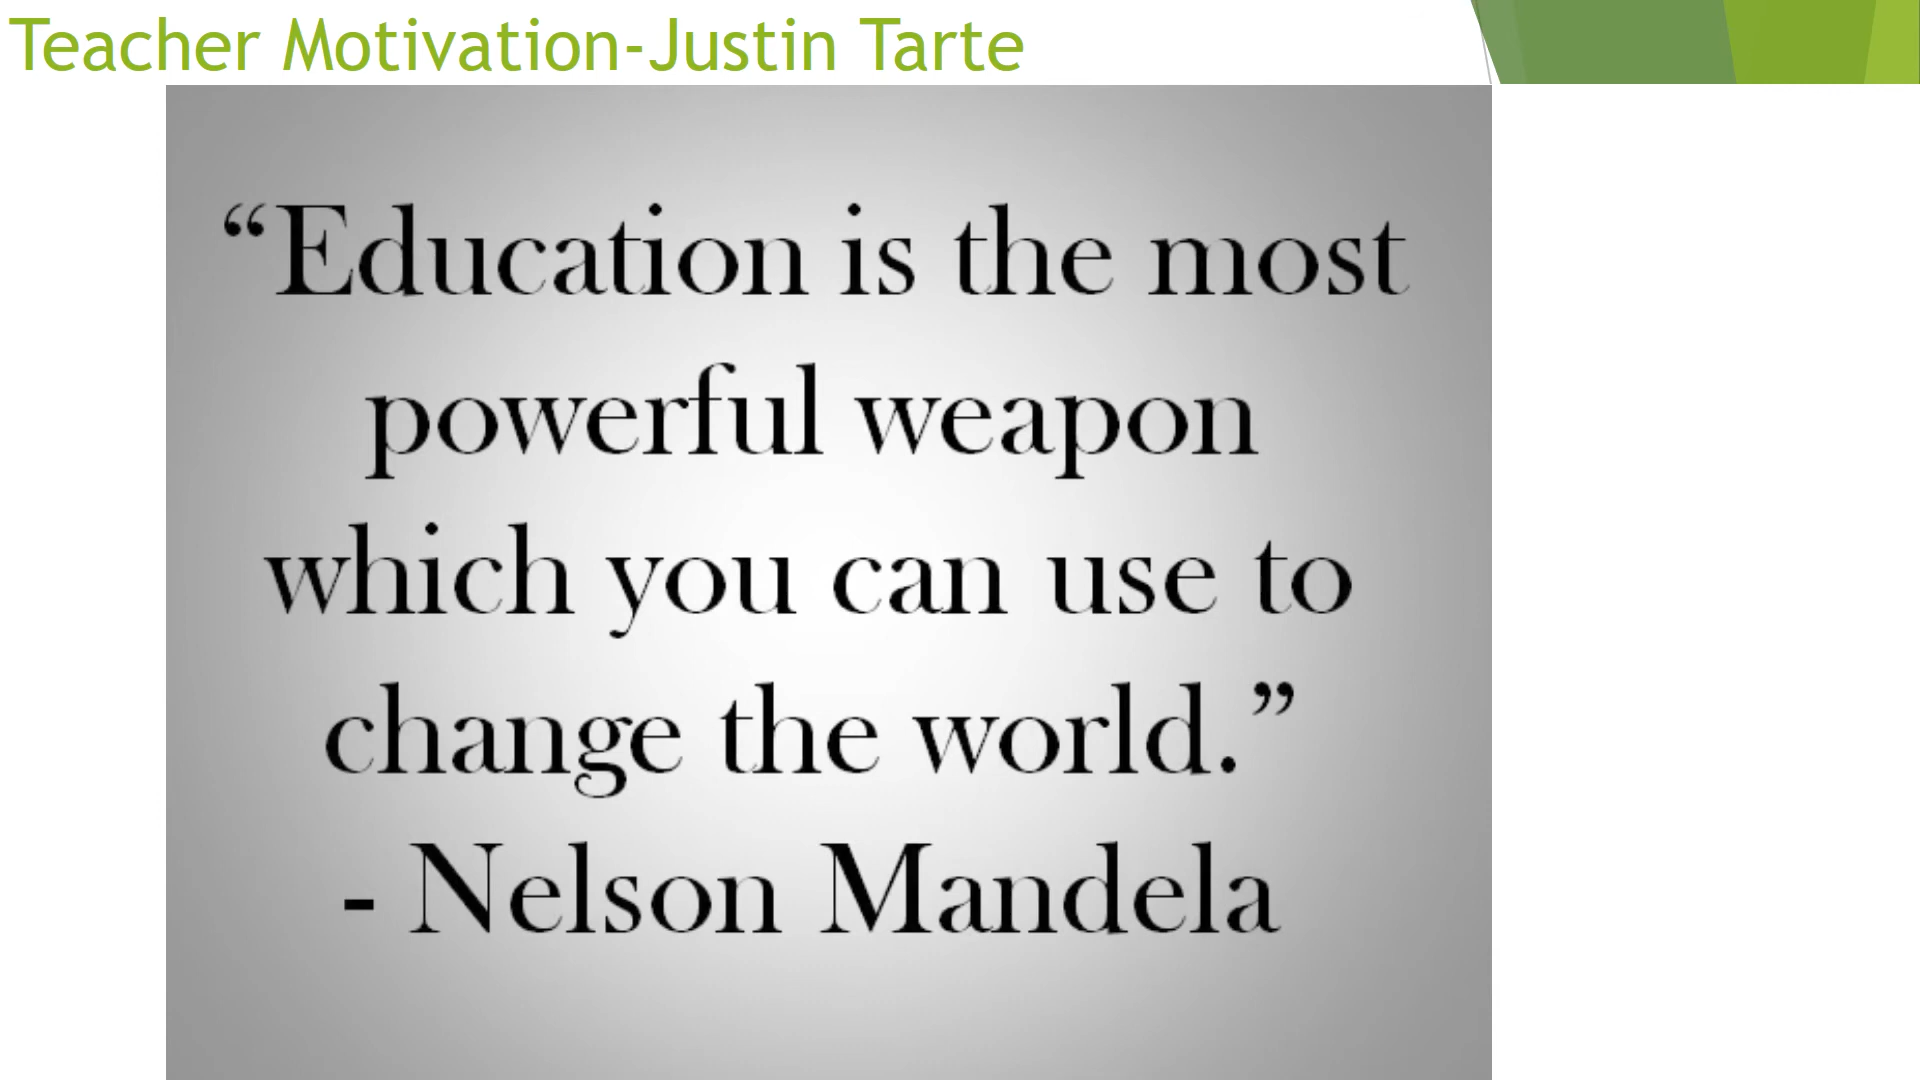 Teacher Motivation-Justin Tarte
“Education is the most
powerful weapon
which you can use to
change the world.”
- Nelson Mandela